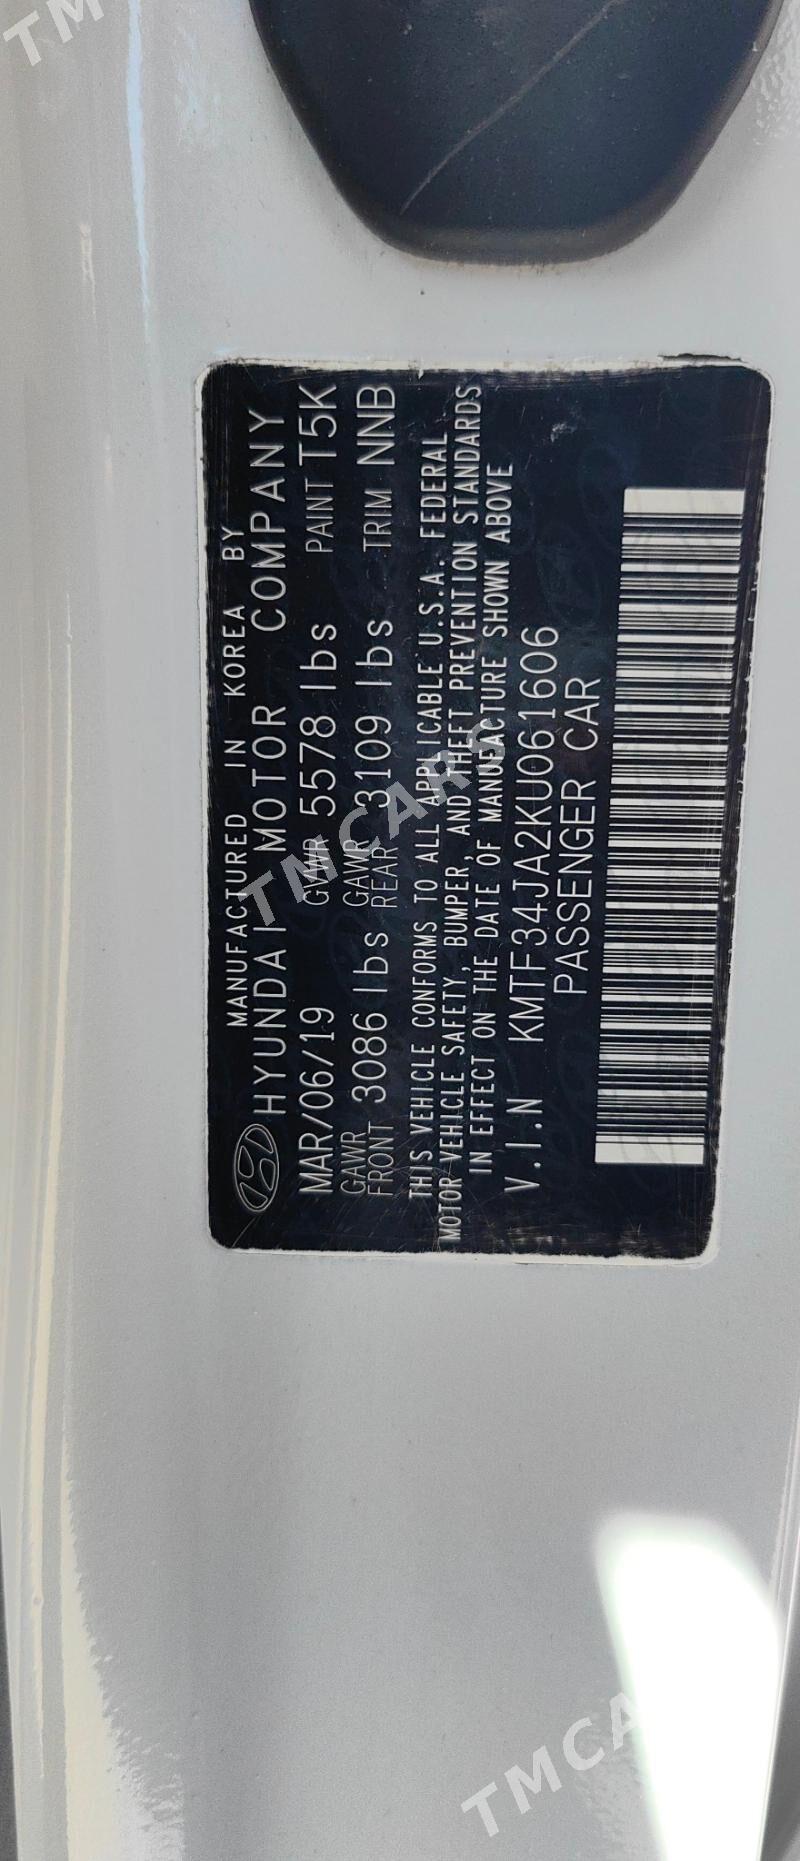 MANUFACTURED IN KOREA BY
HYUNDAI MOTOR COMPANY
MAR/06/19 GVWR 5578 lbs PAINT T5K
GAWR FRONT 3086 lbs GAWR REAR 3109 lbs TRIM NNB
THIS VEHICLE CONFORMS TO ALL APPLICABLE U.S.A. FEDERAL
MOTOR VEHICLE SAFETY, BUMPER, AND THEFT PREVENTION STANDARDS
IN EFFECT ON THE DATE OF MANUFACTURE SHOWN ABOVE
V.I.N KMTF34JA2KU061606
PASSENGER CAR
TMCARS
TMCA
TM